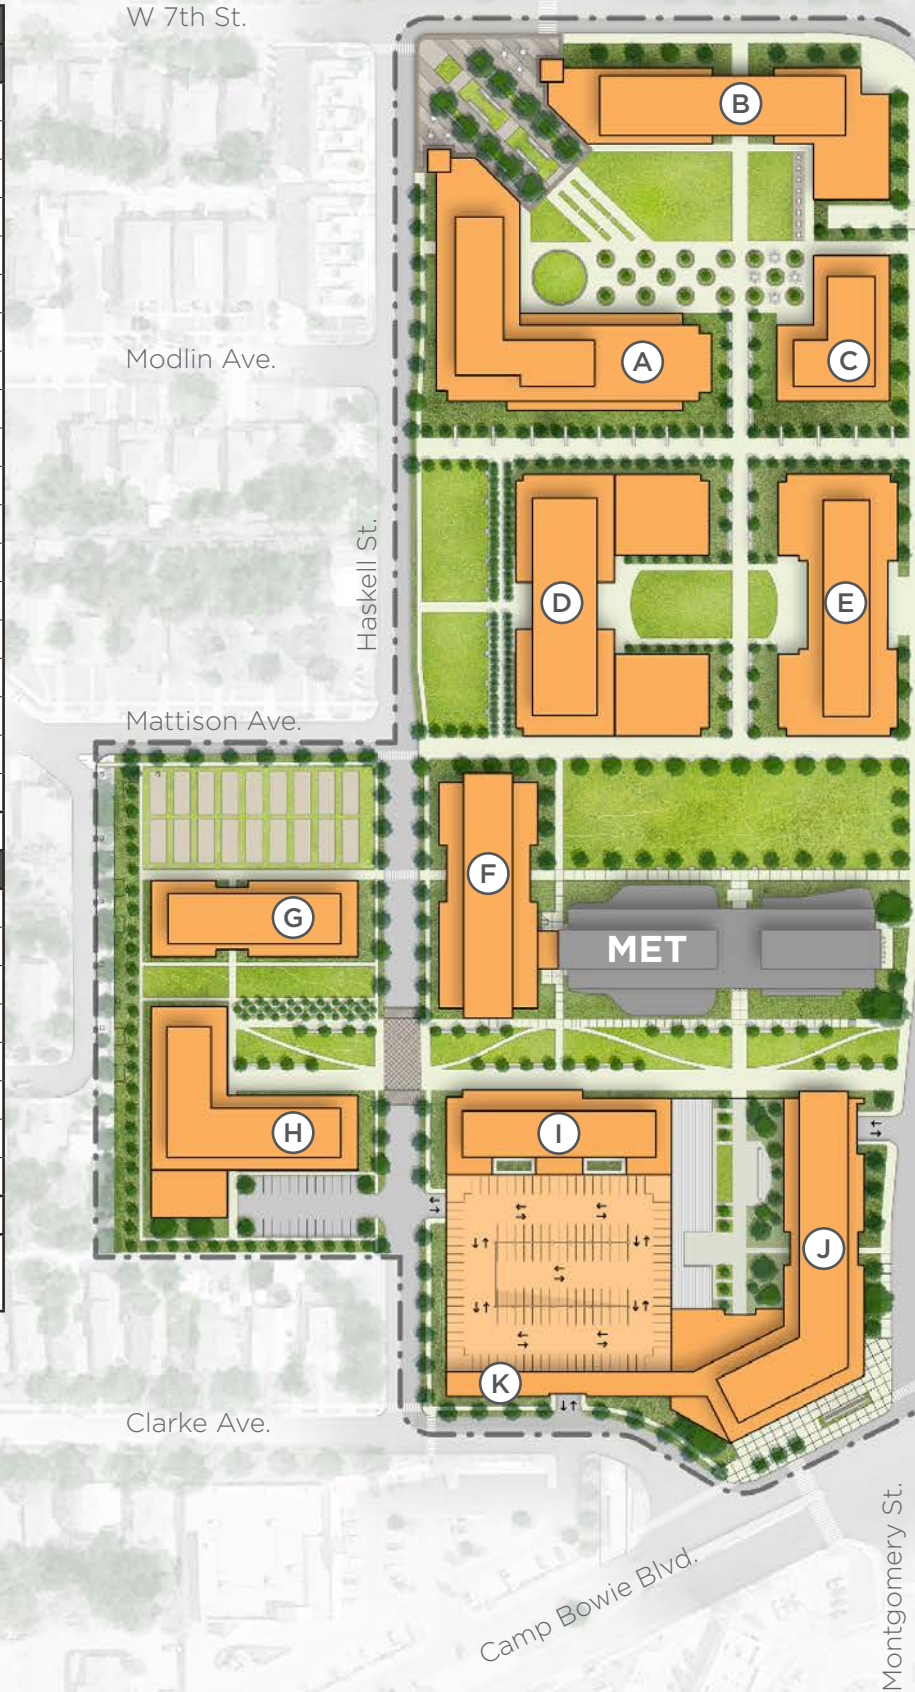 W 7th St.
B
Modlin Ave.
A
C
Haskell St.
D
E
Mattison Ave.
F
G
MET
H
I
J
K
Clarke Ave.
Camp Bowie Blvd.
Montgomery St.